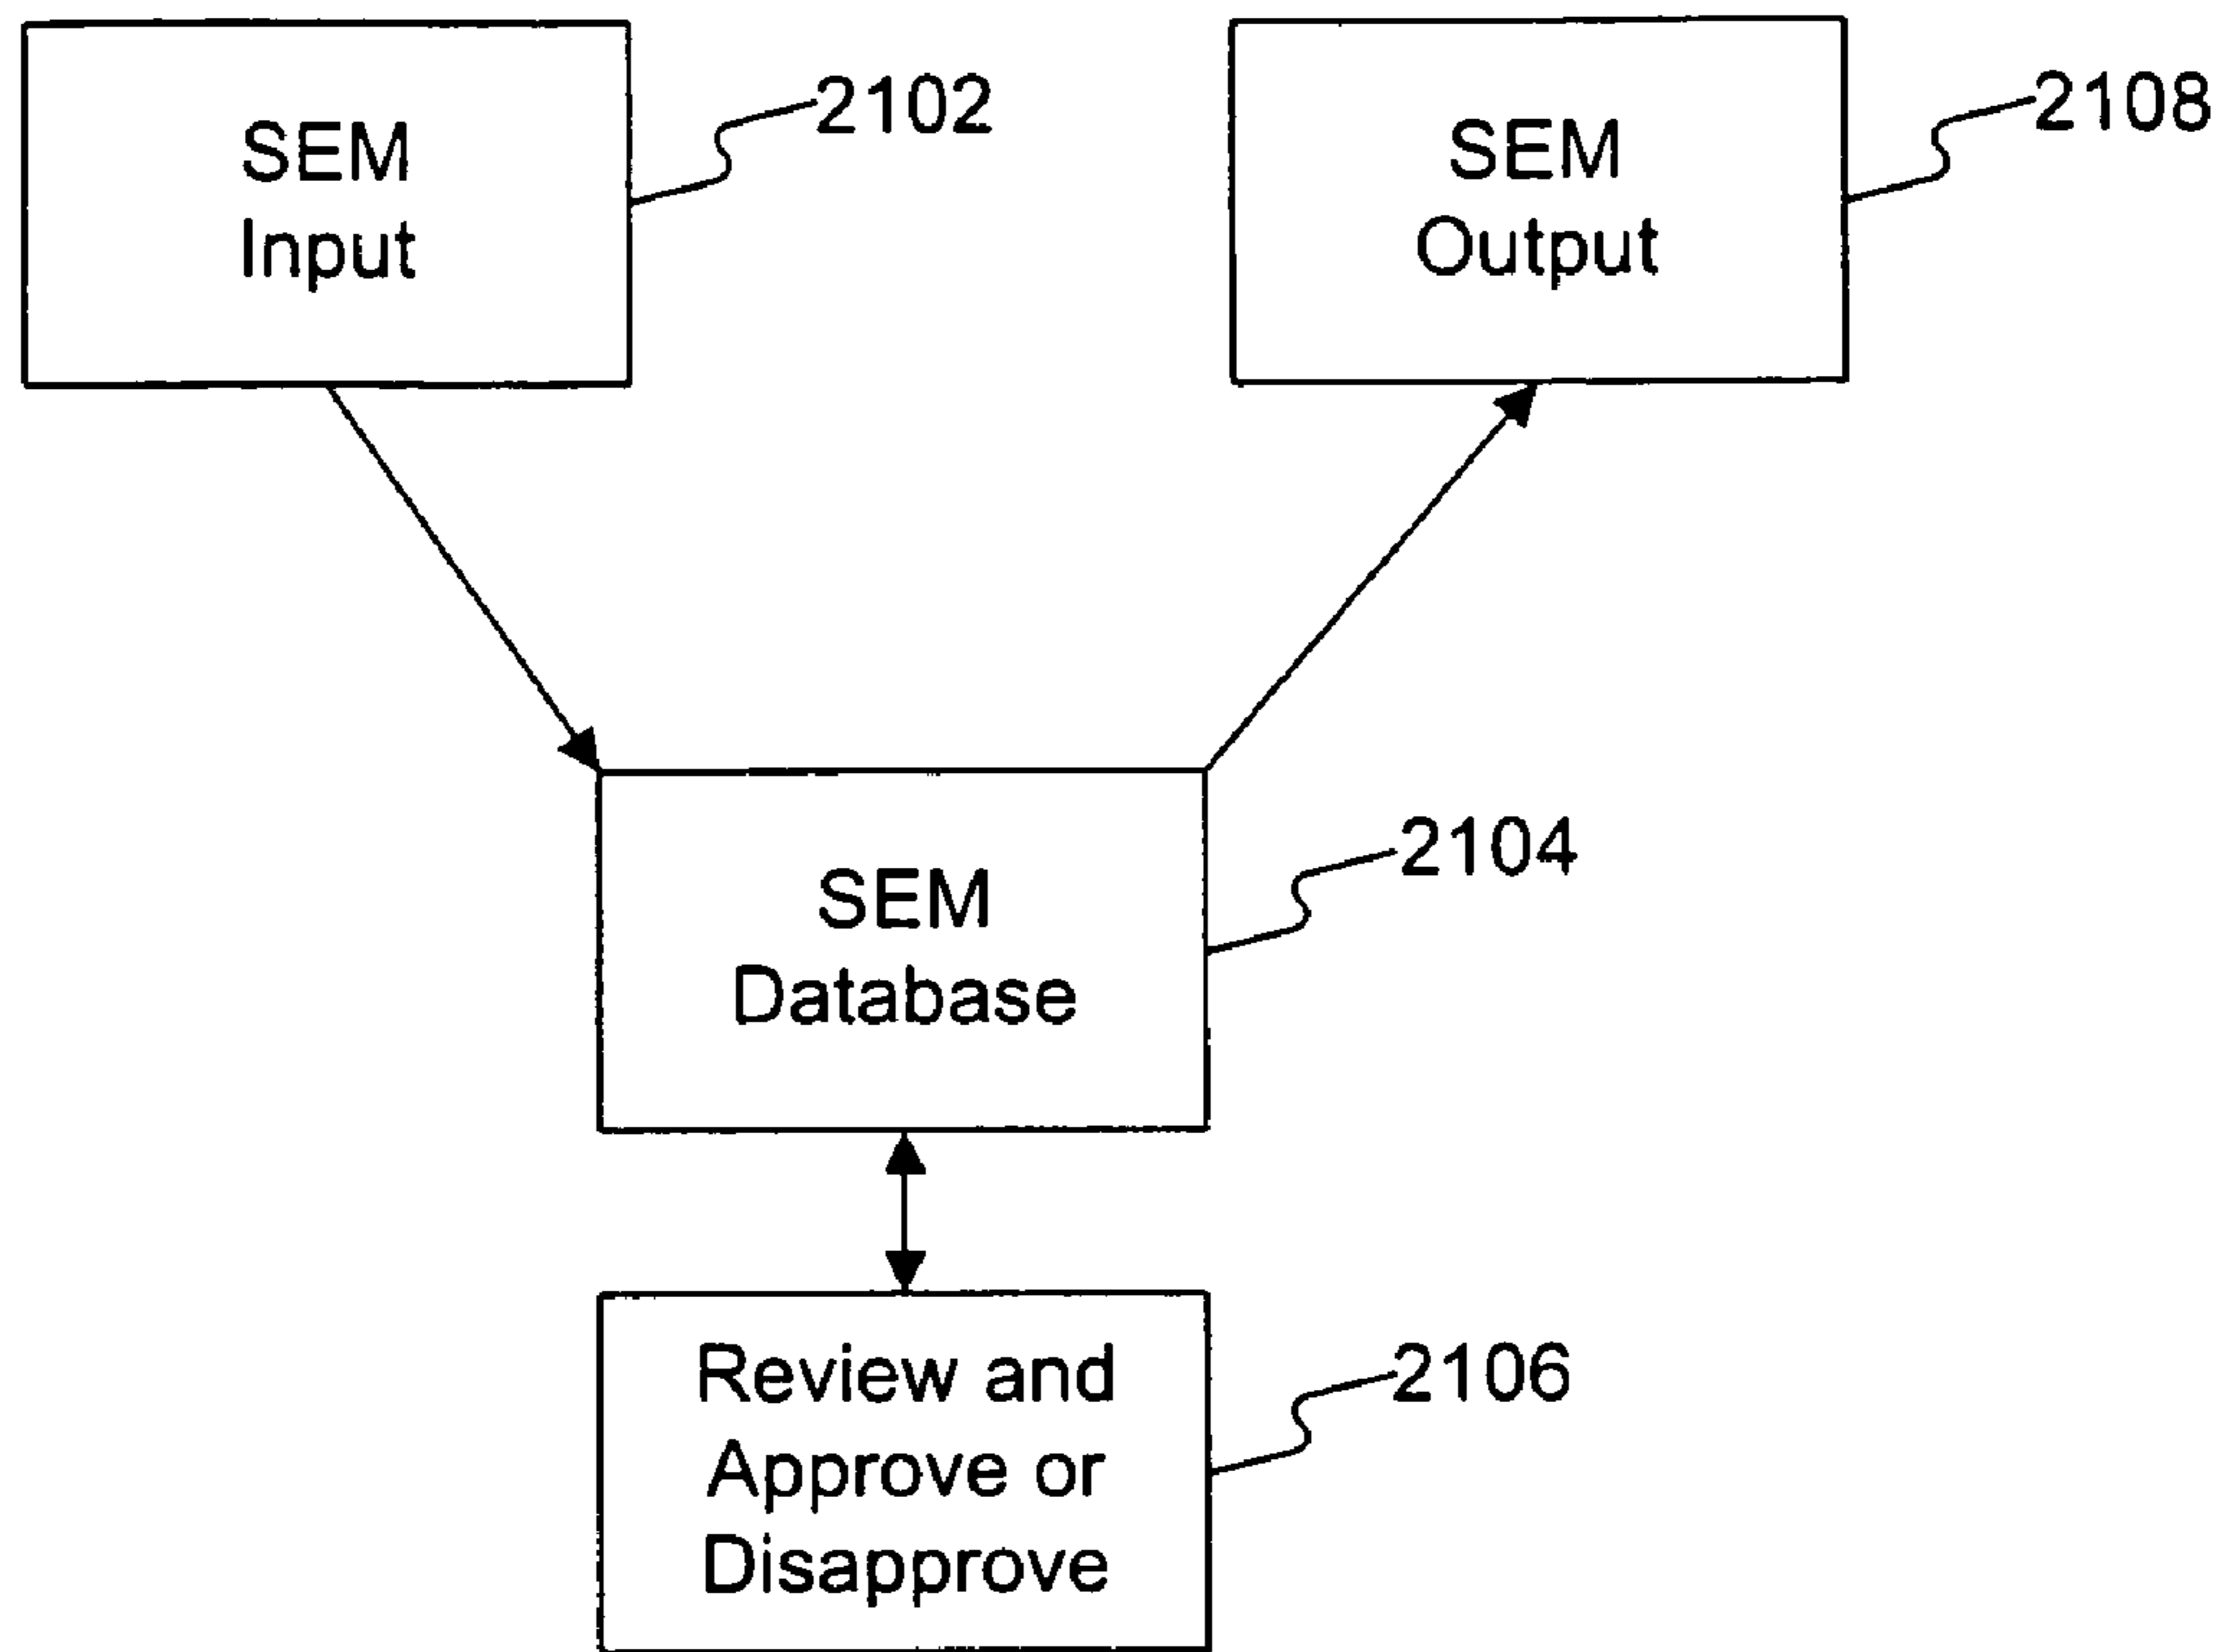 SEM
Input
2102
SEM
Output
2108
SEM
Database
2104
Review and
Approve or
Disapprove
2106